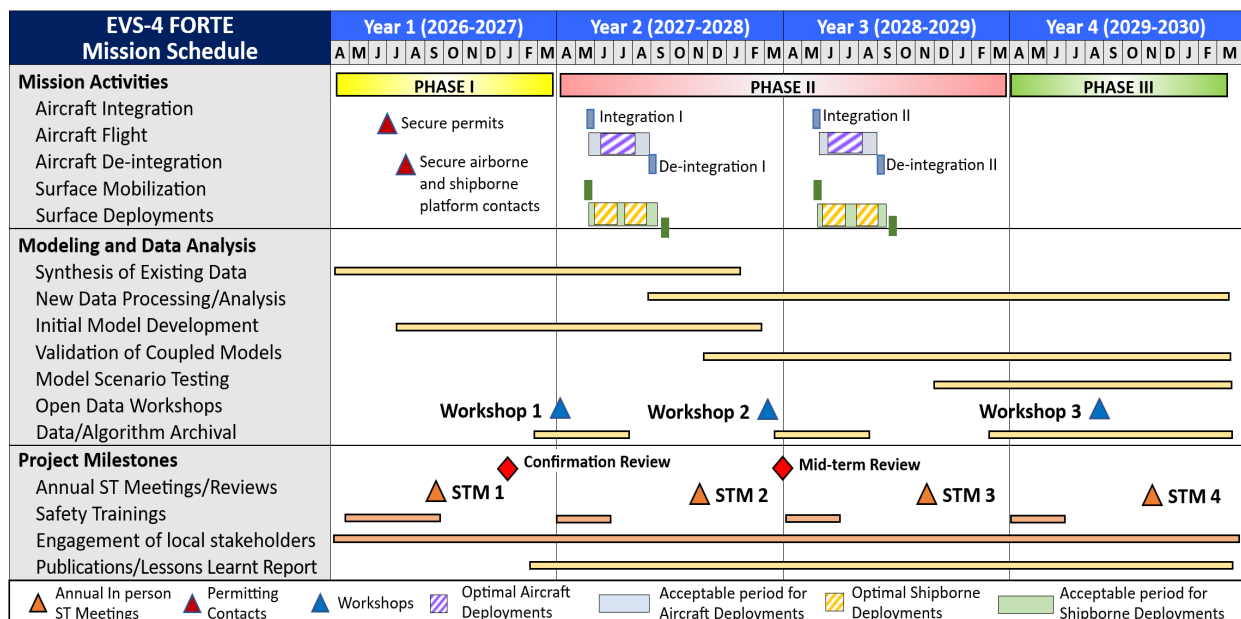 EVS-4 FORTE
Mission Schedule
Year 1 (2026-2027)
Year 2 (2027-2028)
Year 3 (2028-2029)
Year 4 (2029-2030)
A M J J A S O N D J F M
A M J J A S O N D J F M
A M J J A S O N D J F M
A M J J A S O N D J F M
Mission Activities
PHASE I
PHASE II
PHASE III
Aircraft Integration
Secure permits
Integration I
Integration II
Aircraft Flight
Aircraft De-integration
Secure airborne
and shipborne
platform contacts
De-integration I
De-integration II
Surface Mobilization
Surface Deployments
Modeling and Data Analysis
Synthesis of Existing Data
New Data Processing/Analysis
Initial Model Development
Validation of Coupled Models
Model Scenario Testing
Open Data Workshops
Workshop 1
Workshop 2
Workshop 3
Data/Algorithm Archival
Project Milestones
Confirmation Review
Mid-term Review
Annual ST Meetings/Reviews
STM 1
STM 2
STM 3
STM 4
Safety Trainings
Engagement of local stakeholders
Publications/Lessons Learnt Report
Annual In person
ST Meetings
Permitting
Contacts
Workshops
Optimal Aircraft
Deployments
Acceptable period for
Aircraft Deployments
Optimal Shipborne
Deployments
Acceptable period for
Shipborne Deployments